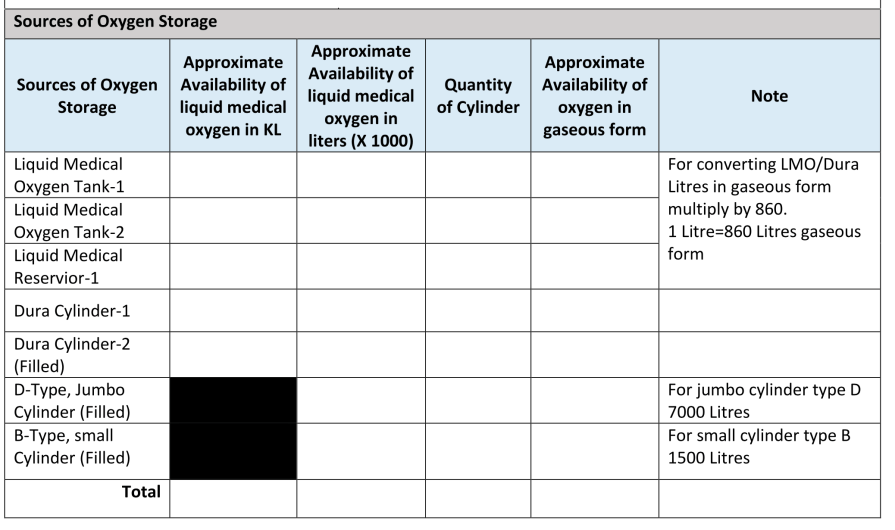 Sources of Oxygen Storage
Sources of Oxygen
Storage
Approximate
Availability of
liquid medical
oxygen in KL
Approximate
Availability of
liquid medical
oxygen in
liters (X 1000)
Quantity
of Cylinder
Approximate
Availability of
oxygen in
gaseous form
Note
Liquid Medical
Oxygen Tank-1
For converting LMO/Dura
Litres in gaseous form
multiply by 860.
1 Litre=860 Litres gaseous
form
Liquid Medical
Oxygen Tank-2
Liquid Medical
Reservior-1
Dura Cylinder-1
Dura Cylinder-2
(Filled)
D-Type, Jumbo
Cylinder (Filled)
For jumbo cylinder type D
7000 Litres
B-Type, small
Cylinder (Filled)
For small cylinder type B
1500 Litres
Total